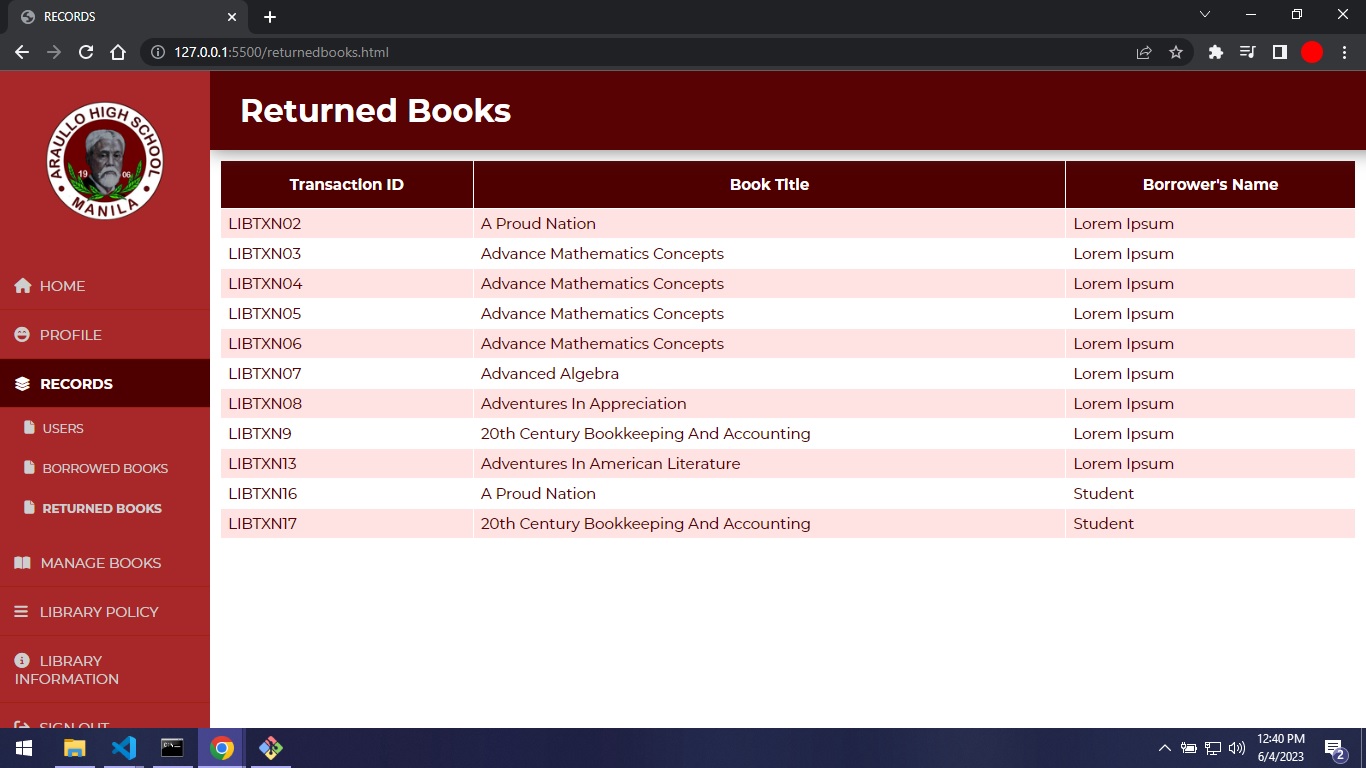 RECORDS
127.0.0.1:5500/returnedbooks.html
ARAULLO HIGH SCHOOL
19 06
MANILA
HOME
PROFILE
RECORDS
USERS
BORROWED BOOKS
RETURNED BOOKS
MANAGE BOOKS
LIBRARY POLICY
LIBRARY
INFORMATION
SIGN OUT
Returned Books
Transaction ID Book Title Borrower's Name
LIBTXN02 A Proud Nation Lorem Ipsum
LIBTXN03 Advance Mathematics Concepts Lorem Ipsum
LIBTXN04 Advance Mathematics Concepts Lorem Ipsum
LIBTXN05 Advance Mathematics Concepts Lorem Ipsum
LIBTXN06 Advance Mathematics Concepts Lorem Ipsum
LIBTXN07 Advanced Algebra Lorem Ipsum
LIBTXN08 Adventures In Appreciation Lorem Ipsum
LIBTXN9 20th Century Bookkeeping And Accounting Lorem Ipsum
LIBTXN13 Adventures In American Literature Lorem Ipsum
LIBTXN16 A Proud Nation Student
LIBTXN17 20th Century Bookkeeping And Accounting Student
12:40 PM
6/4/2023
2